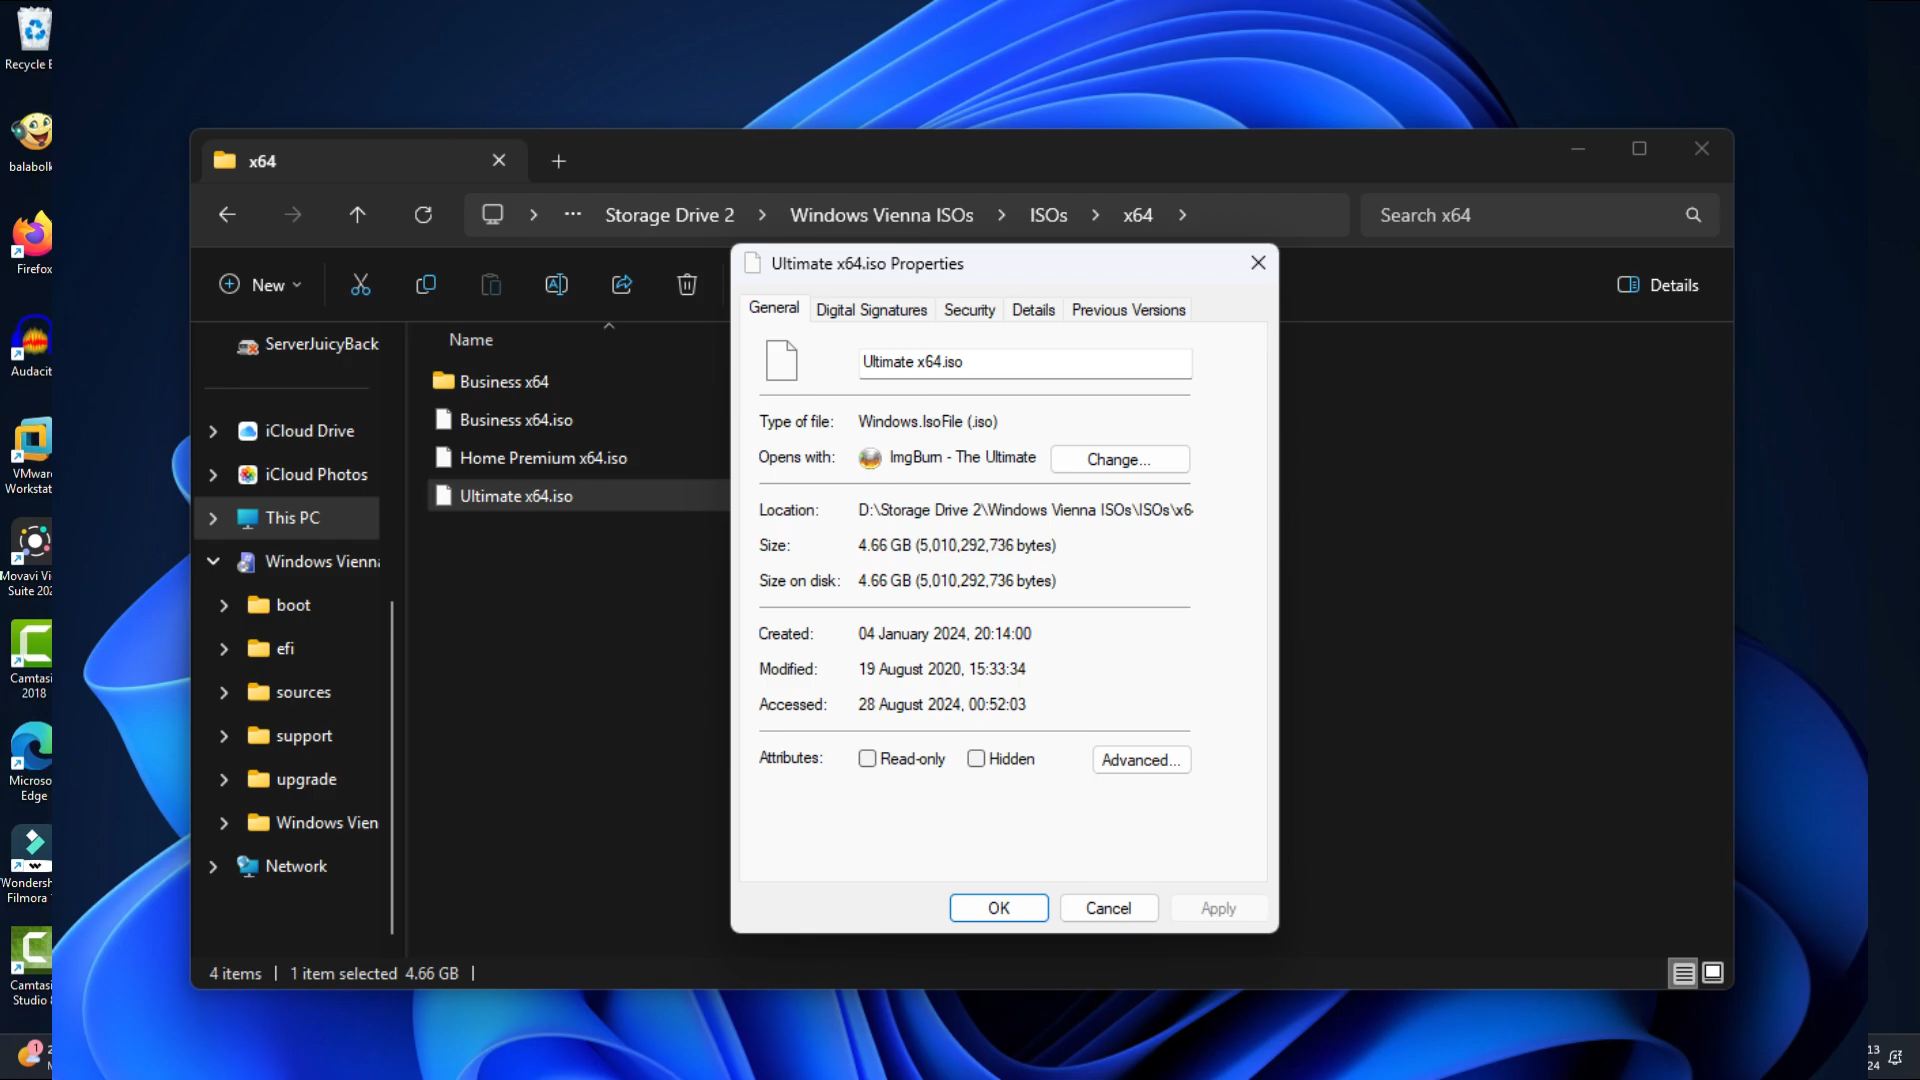 Recycle B
balabolk
Firefox
Audacit
VMwar
Workstat
Movavi Vi
Suite 202
Camtasi
2018
Microso
Edge
Wondersh
Filmora
Camtasi
Studio 8
1
x64
Storage Drive 2 > Windows Vienna ISOs > ISOs > x64 >
Search x64
New
Details
ServerJuicyBack
iCloud Drive
iCloud Photos
This PC
Windows Vienna
boot
efi
sources
support
upgrade
Windows Vien
Network
Name
Business x64
Business x64.iso
Home Premium x64.iso
Ultimate x64.iso
4 items | 1 item selected 4.66 GB |
Ultimate x64.iso Properties
General Digital Signatures Security Details Previous Versions
Ultimate x64.iso
Type of file: Windows.IsoFile (.iso)
Opens with: ImgBurn - The Ultimate Change...
Location: D:\Storage Drive 2\Windows Vienna ISOs\ISOs\x6
Size: 4.66 GB (5,010,292,736 bytes)
Size on disk: 4.66 GB (5,010,292,736 bytes)
Created: 04 January 2024, 20:14:00
Modified: 19 August 2020, 15:33:34
Accessed: 28 August 2024, 00:52:03
Attributes: Read-only Hidden Advanced...
OK Cancel Apply
13
24